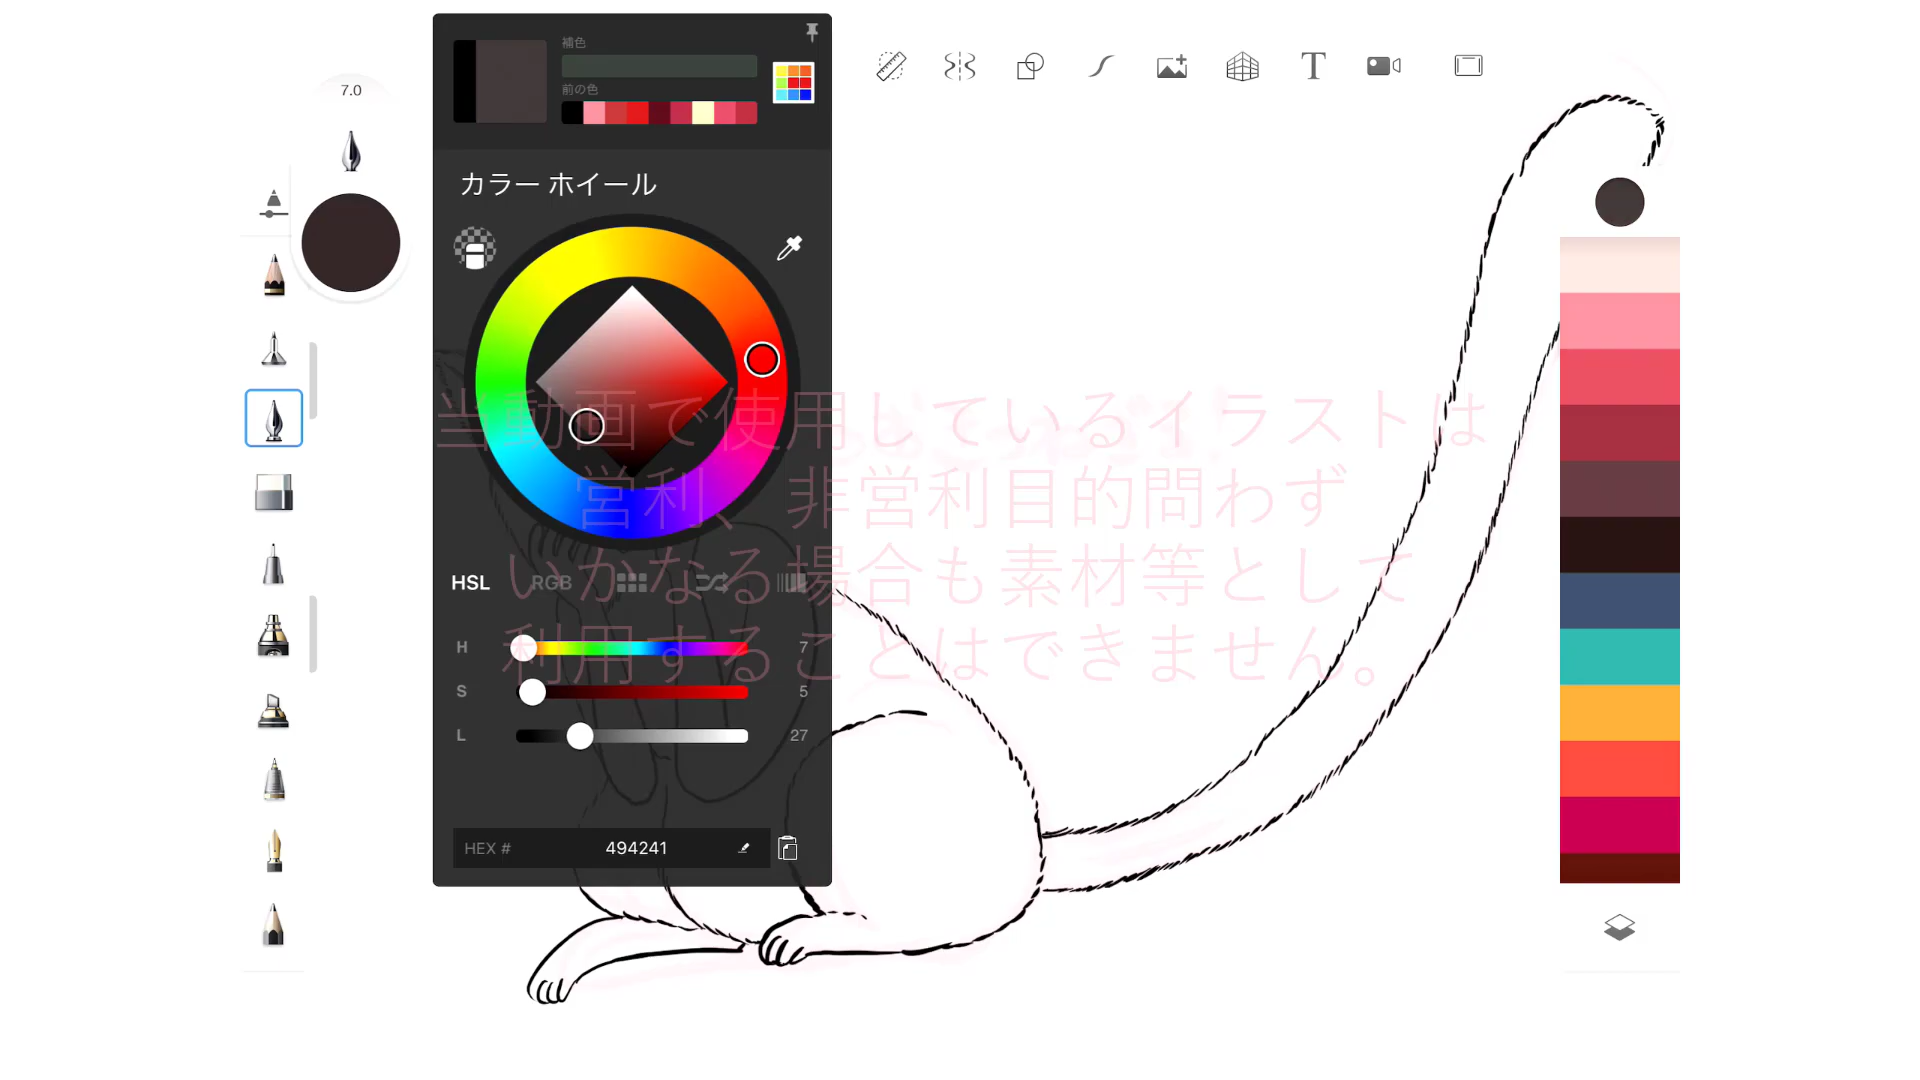 補色
前の色
7.0
カラー ホイール
当動画で使用しているイラストは
営利、非営利目的問わず
いかなる場合も素材等として
利用することはできません。
HSL RGB
H 7
S 5
L 27
HEX # 494241
T